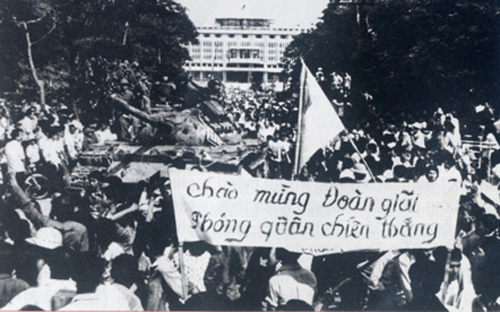 chào mừng Đoàn giải
Phóng quân chiến thắng